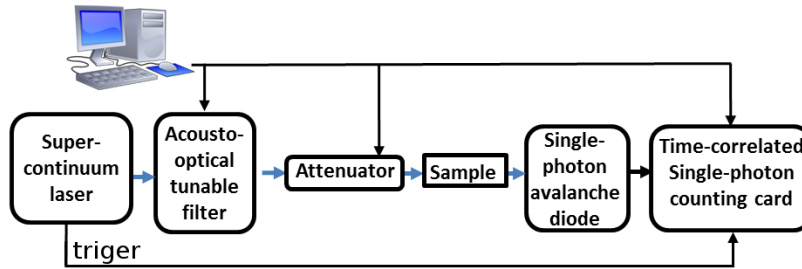 Super-
continuum
laser
Acousto-
optical
tunable
filter
Attenuator
Sample
Single-
photon
avalanche
diode
Time-correlated
Single-photon
counting card
triger